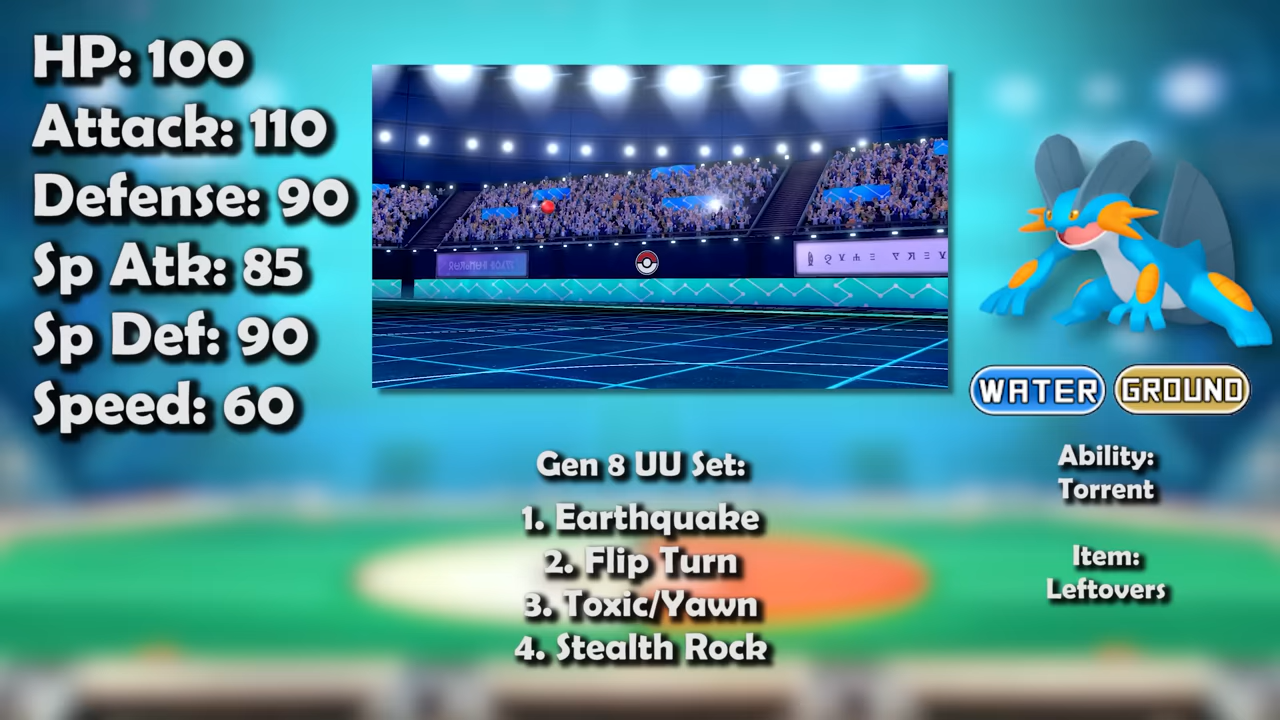 HP: 100
Attack: 110
Defense: 90
Sp Atk: 85
Sp Def: 90
Speed: 60
WATER GROUND
Gen 8 UU Set:
1. Earthquake
2. Flip Turn
3. Toxic/Yawn
4. Stealth Rock
Ability:
Torrent
Item:
Leftovers